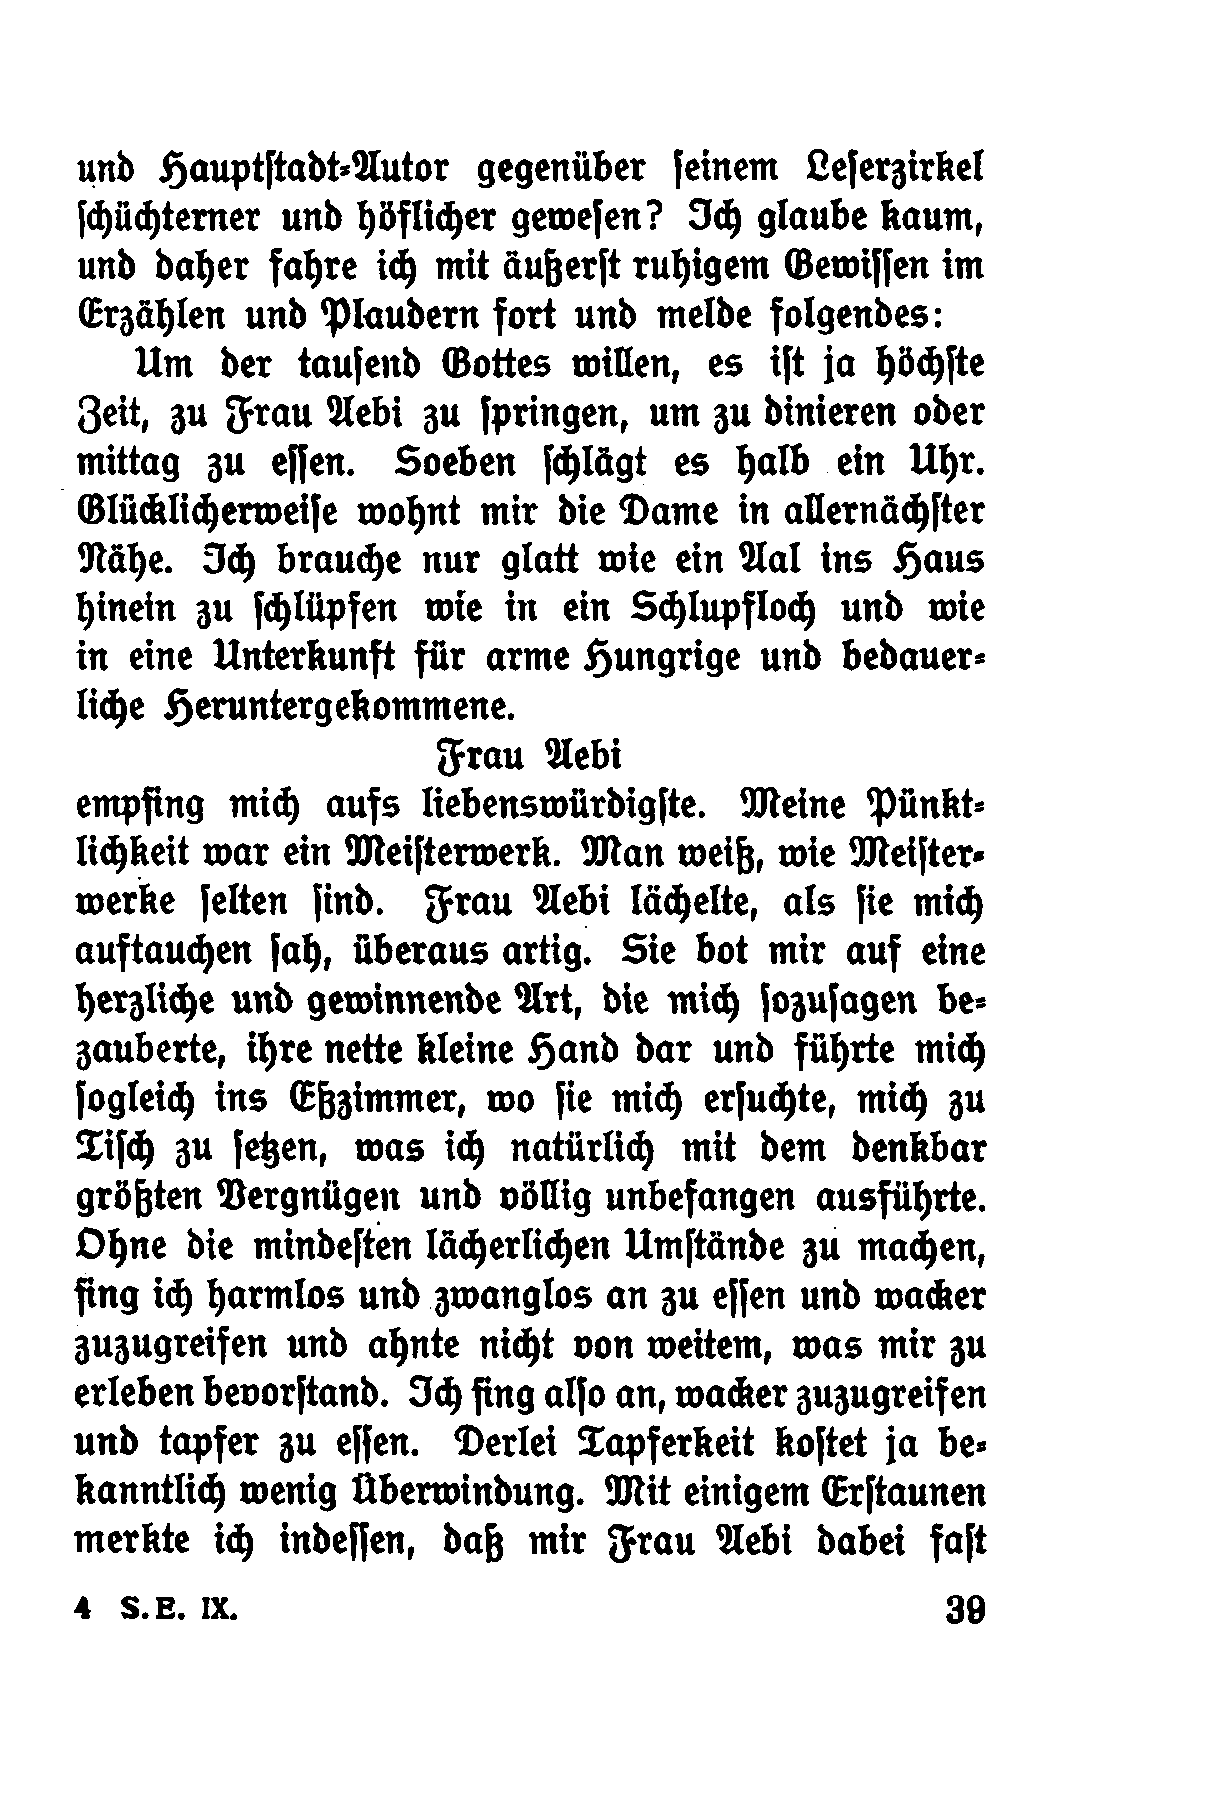 und Hauptſtadt-Autor gegenüber ſeinem Leſerzirkel
ſchüchterner und höflicher geweſen? Ich glaube kaum,
und daher fahre ich mit äußerſt ruhigem Gewiſſen im
Erzählen und Plaudern fort und melde folgendes:
Um der tauſend Gottes willen, es iſt ja höchſte
Zeit, zu Frau Aebi zu ſpringen, um zu dinieren oder
mittag zu eſſen. Soeben ſchlägt es halb ein Uhr.
Glücklicherweiſe wohnt mir die Dame in allernächſter
Nähe. Ich brauche nur glatt wie ein Aal ins Haus
hinein zu ſchlüpfen wie in ein Schlupfloch und wie
in eine Unterkunft für arme Hungrige und bedauer-
liche Heruntergekommene.
Frau Aebi
empfing mich aufs liebenswürdigſte. Meine Pünkt-
lichkeit war ein Meiſterwerk. Man weiß, wie Meiſter-
werke ſelten ſind. Frau Aebi lächelte, als ſie mich
auftauchen ſah, überaus artig. Sie bot mir auf eine
herzliche und gewinnende Art, die mich ſozuſagen be-
zauberte, ihre nette kleine Hand dar und führte mich
ſogleich ins Eßzimmer, wo ſie mich erſuchte, mich zu
Tiſch zu ſetzen, was ich natürlich mit dem denkbar
größten Vergnügen und völlig unbefangen ausführte.
Ohne die mindeſten lächerlichen Umſtände zu machen,
fing ich harmlos und zwanglos an zu eſſen und wacker
zuzugreifen und ahnte nicht von weitem, was mir zu
erleben bevorſtand. Ich fing alſo an, wacker zuzugreifen
und tapfer zu eſſen. Derlei Tapferkeit koſtet ja be-
kanntlich wenig Überwindung. Mit einigem Erſtaunen
merkte ich indeſſen, daß mir Frau Aebi dabei faſt
4 S. E. IX. 39